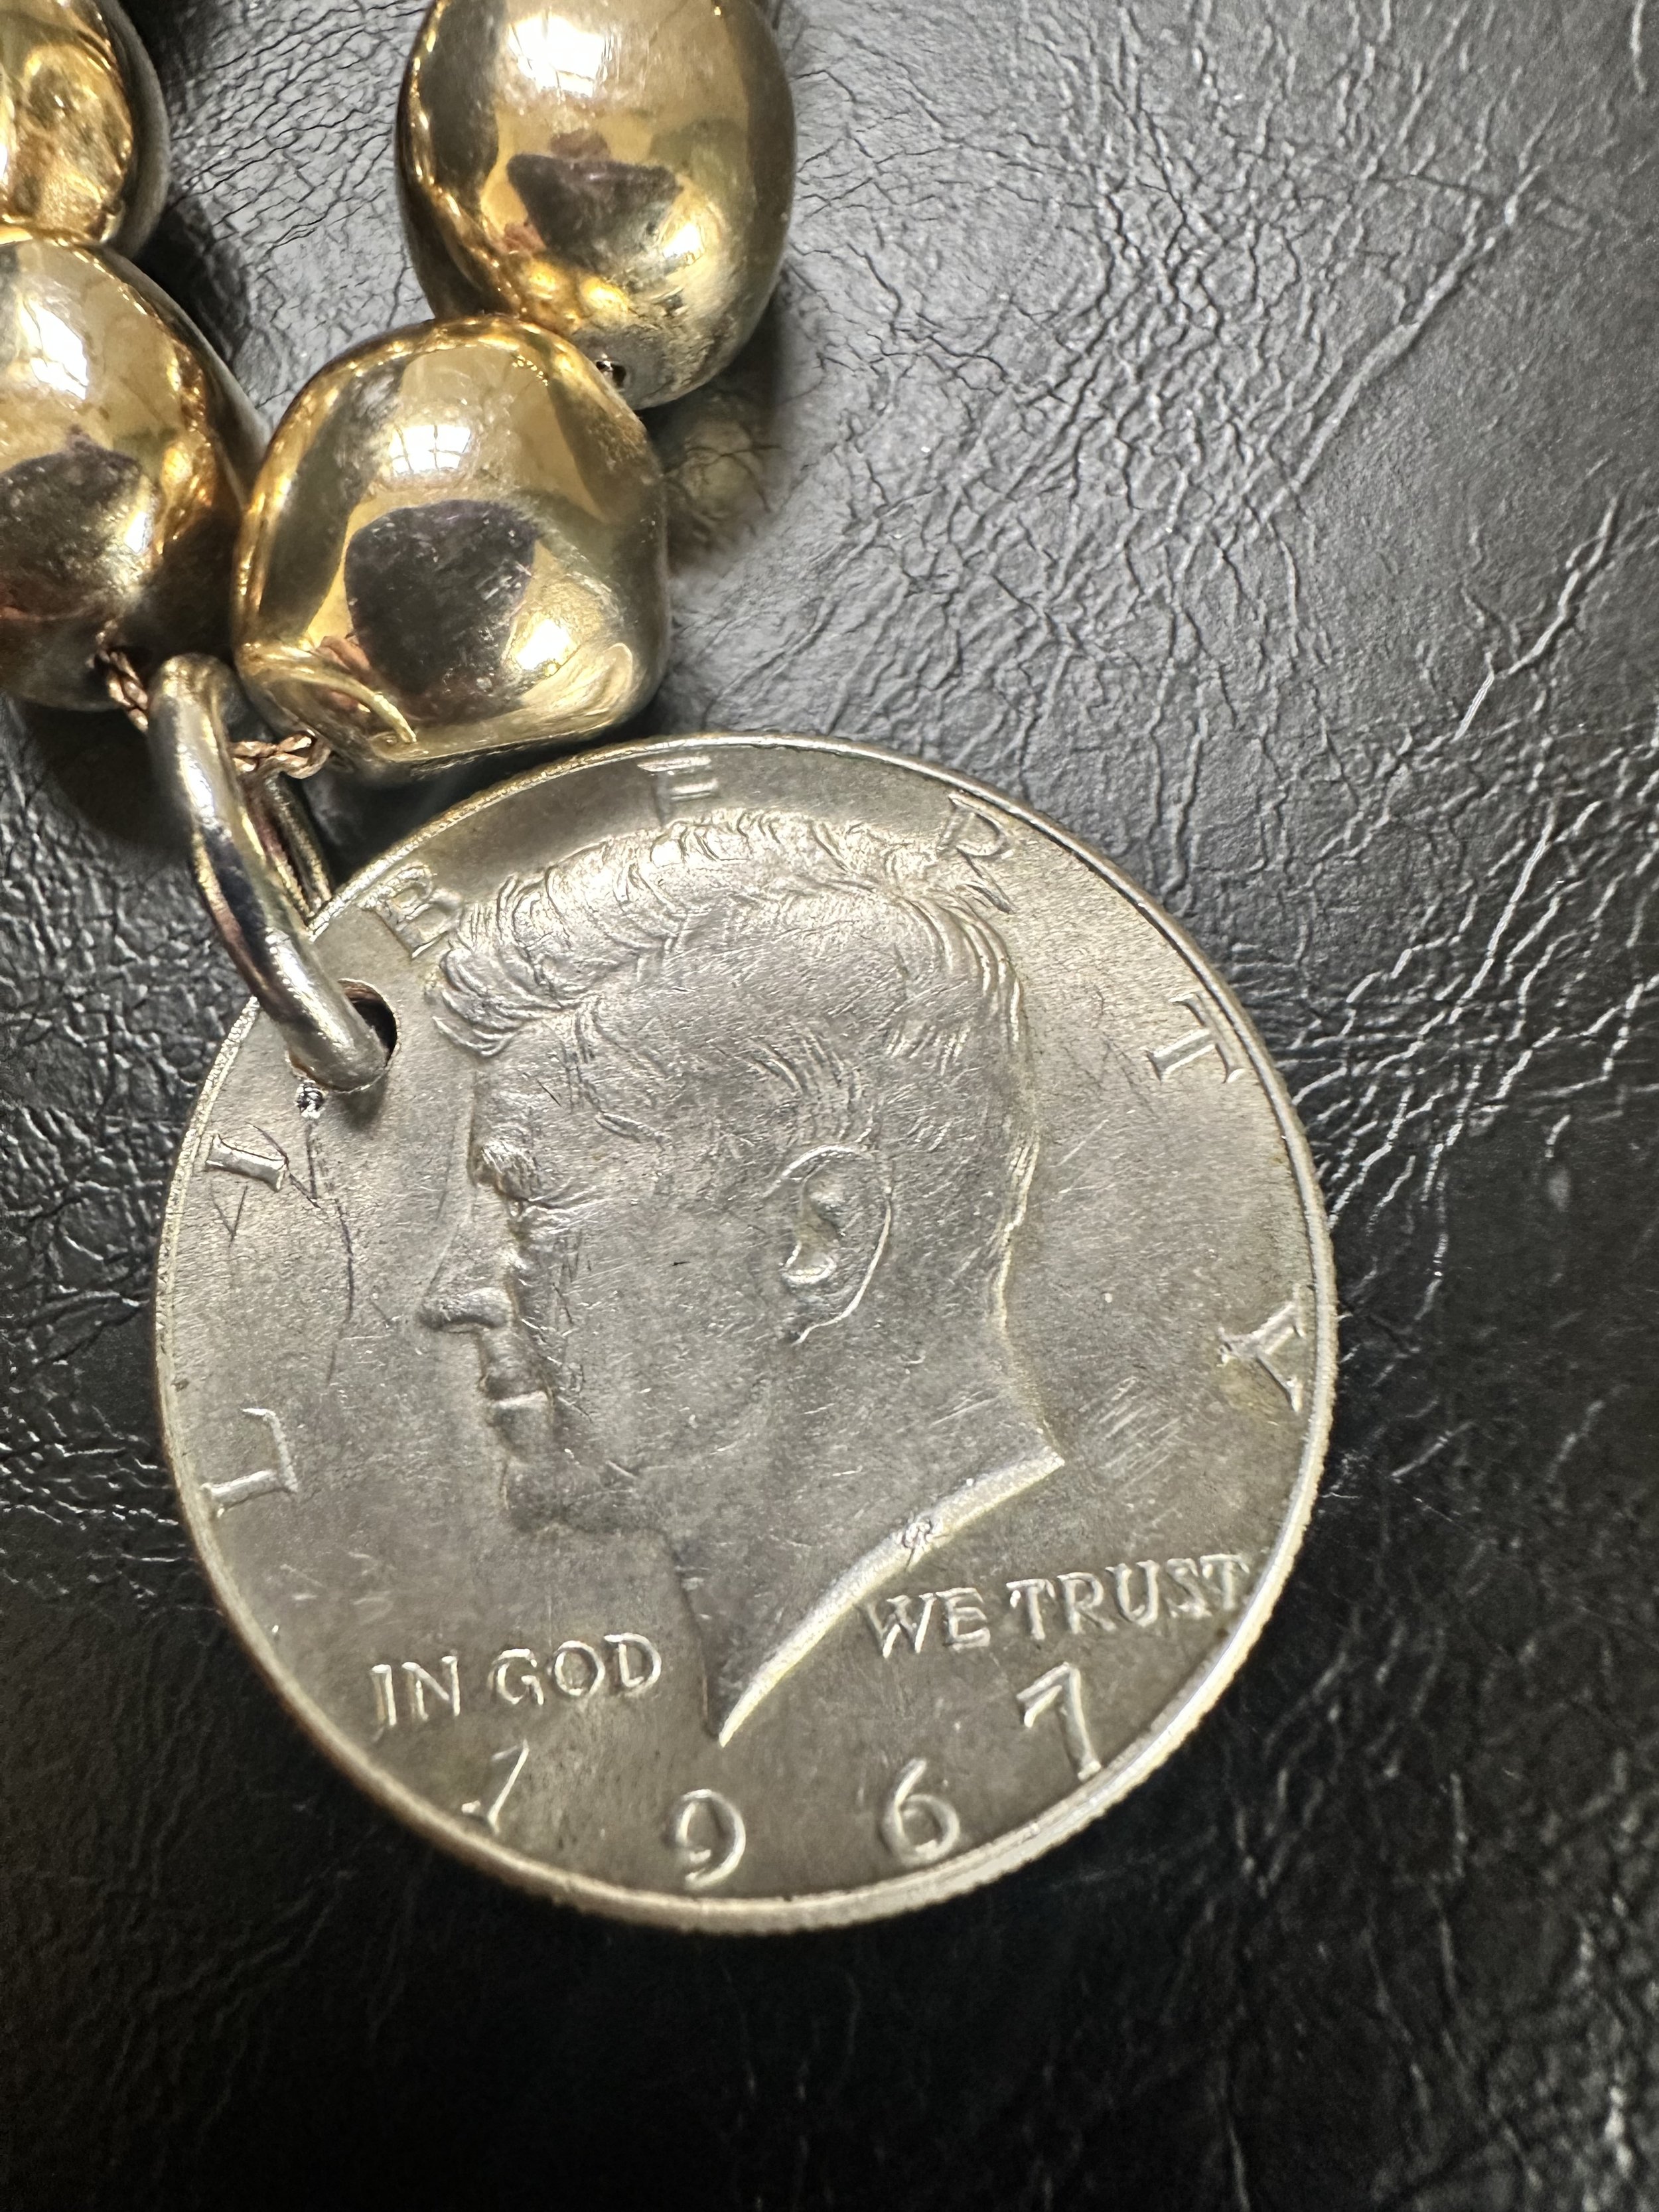 LIBERTY
IN GOD WE TRUST
1967